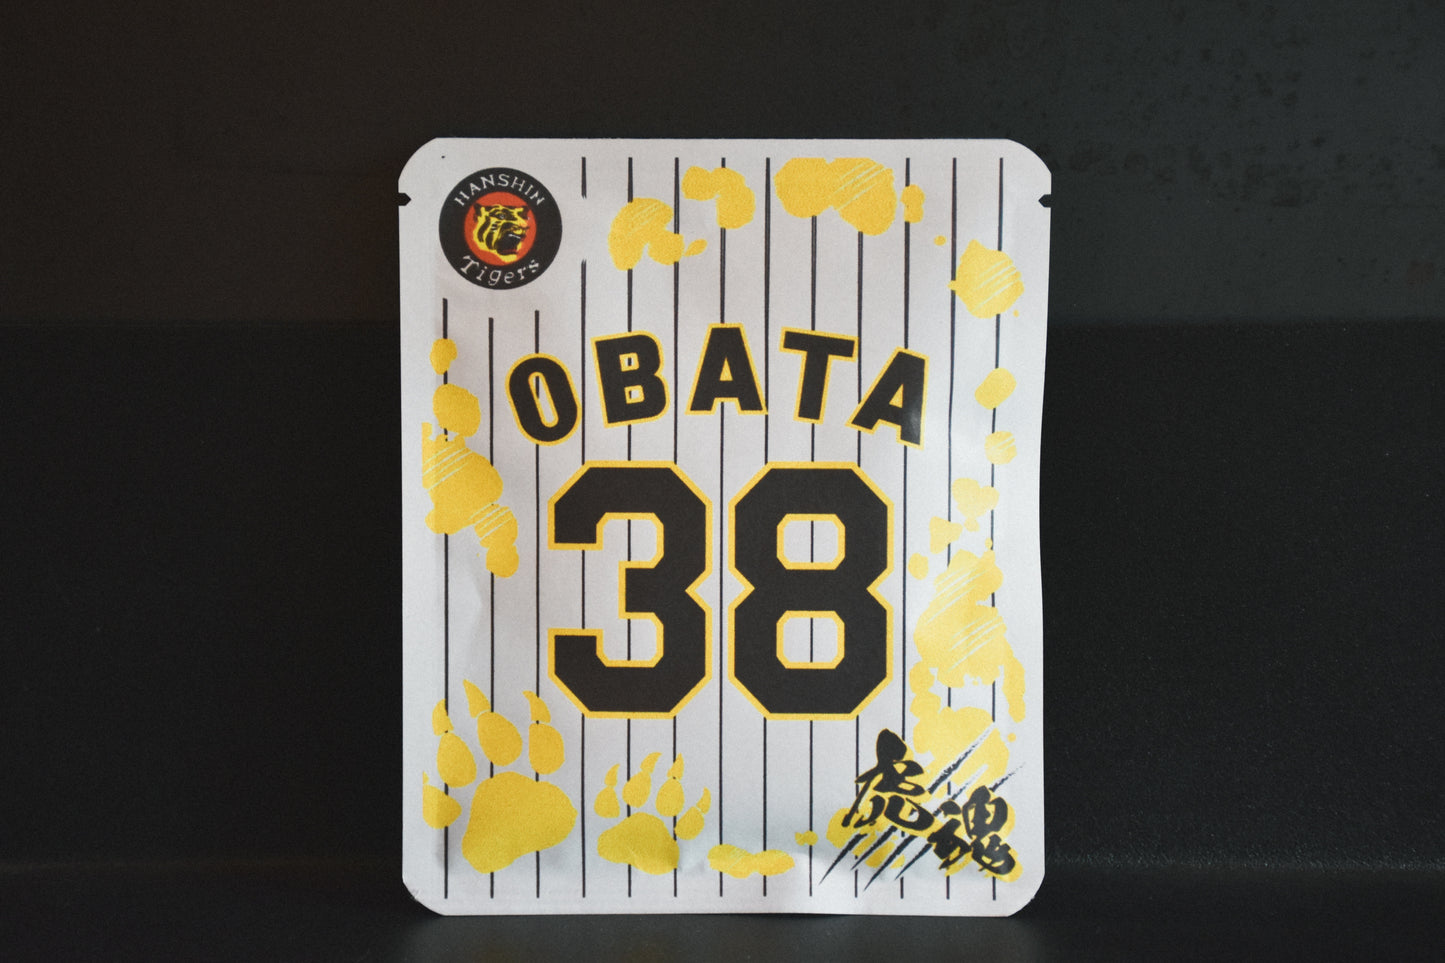 HANSHIN
Tigers
OBATA
38
虎魂